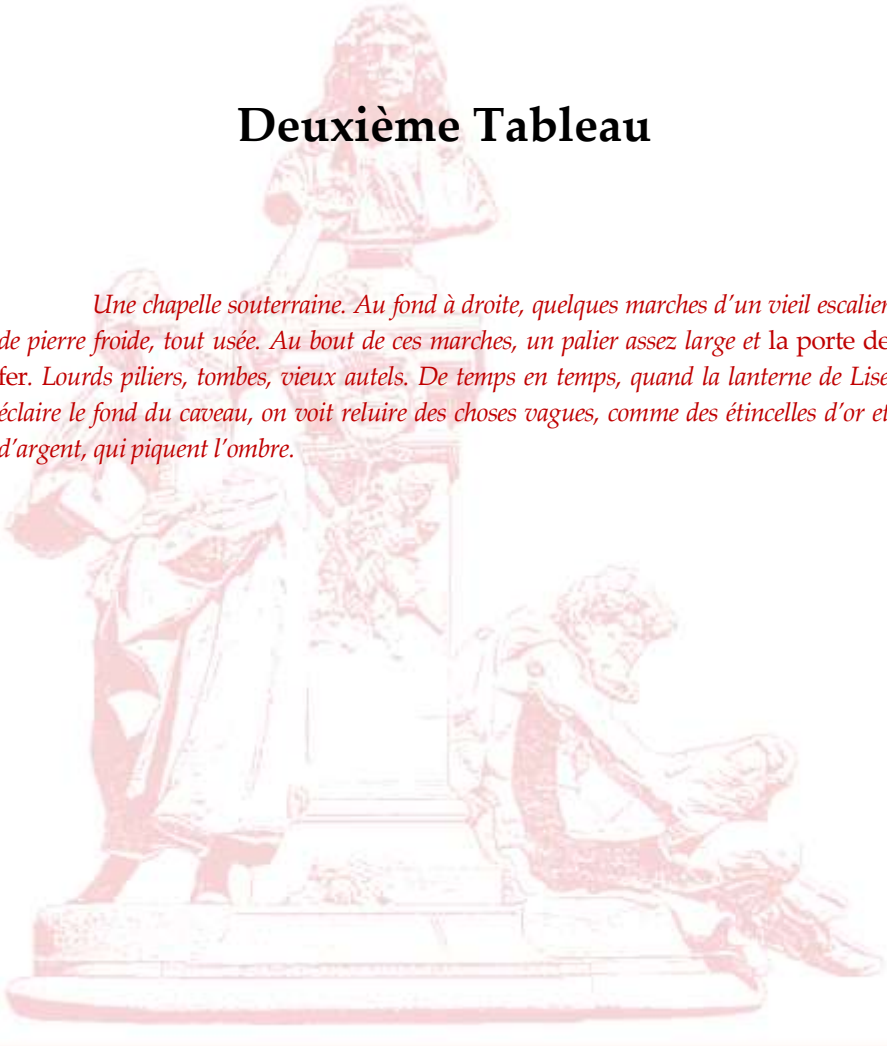 Deuxième Tableau
Une chapelle souterraine. Au fond à droite, quelques marches d'un vieil escalier
de pierre froide, tout usée. Au bout de ces marches, un palier assez large et la porte de
fer. Lourds piliers, tombes, vieux autels. De temps en temps, quand la lanterne de Lise
éclaire le fond du caveau, on voit reluire des choses vagues, comme des étincelles d'or et
d'argent, qui piquent l'ombre.